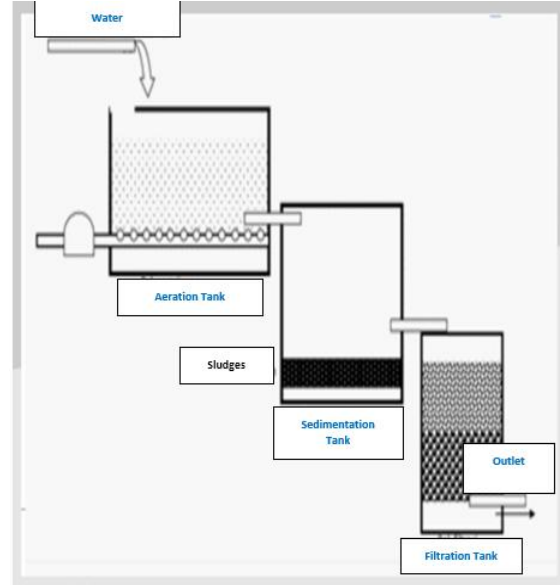 Water
Aeration Tank
Sludges
Sedimentation
Tank
Outlet
Filtration Tank